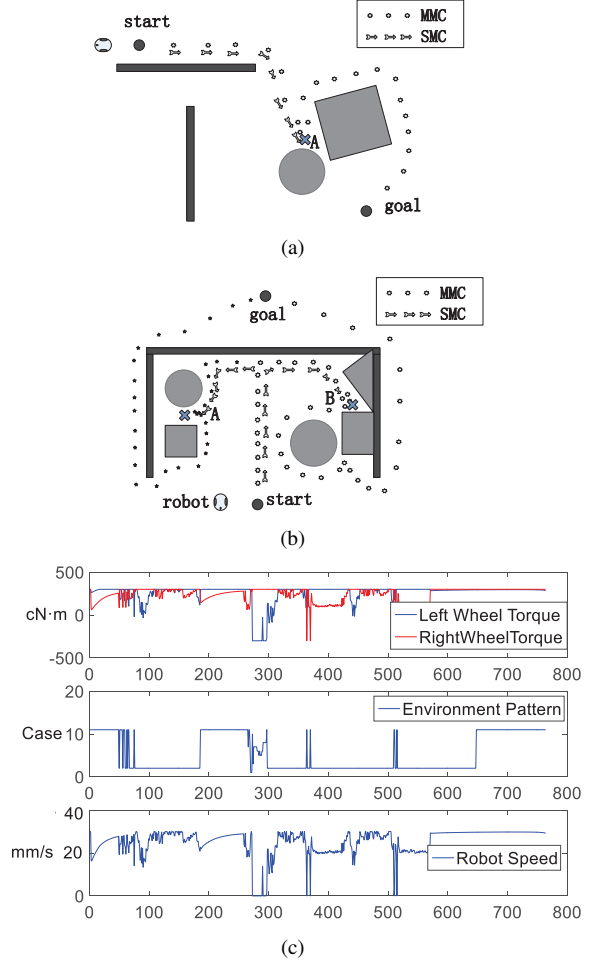 start
MMC
SMC
A
goal
(a)
MMC
SMC
goal
A
B
robot
start
(b)
500
cN·m
0
-500
Left Wheel Torque
RightWheelTorque
0 100 200 300 400 500 600 700 800
20
Case 10
0
Environment Pattern
0 100 200 300 400 500 600 700 800
40
mm/s 20
0
Robot Speed
0 100 200 300 400 500 600 700 800
(c)